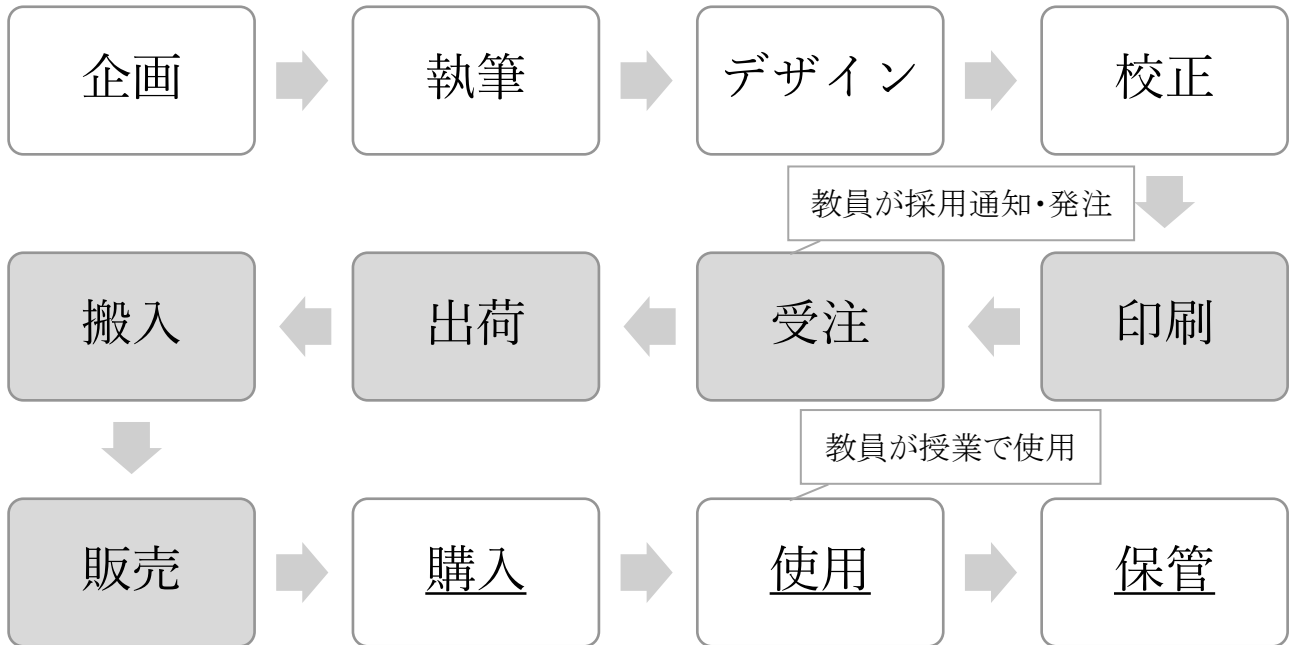 企画
執筆
デザイン
校正
教員が採用通知・発注
搬入
出荷
受注
印刷
教員が授業で使用
販売
購入
使用
保管